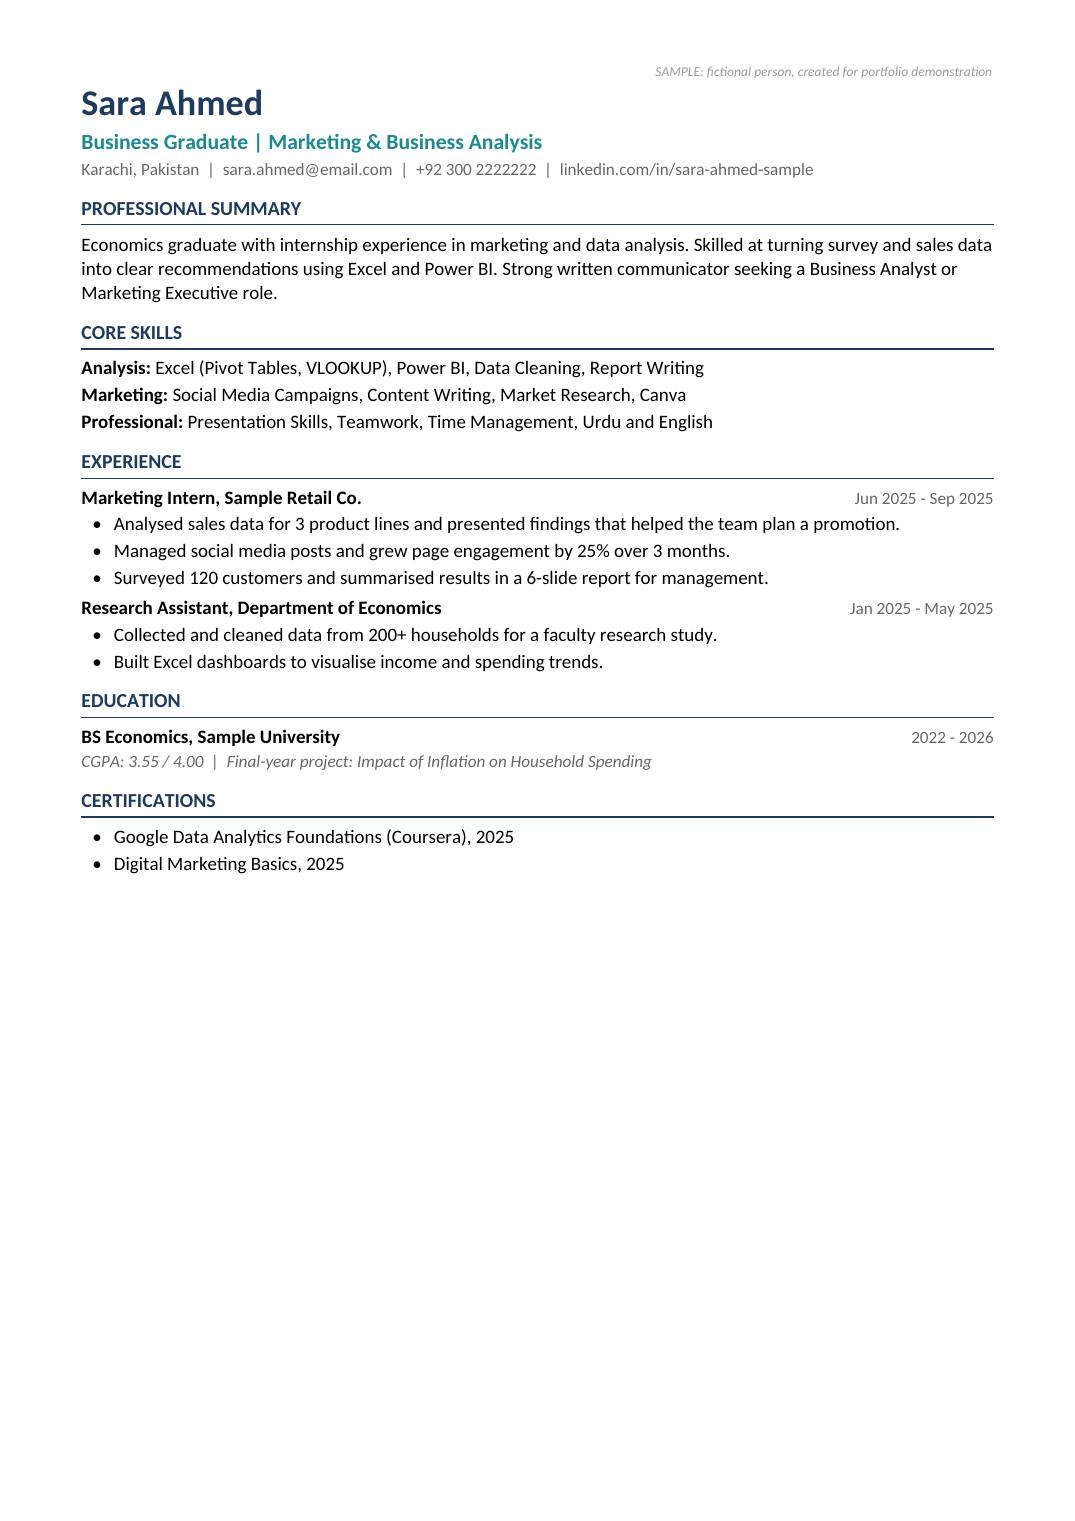 SAMPLE: fictional person, created for portfolio demonstration
Sara Ahmed
Business Graduate | Marketing & Business Analysis
Karachi, Pakistan | sara.ahmed@email.com | +92 300 2222222 | linkedin.com/in/sara-ahmed-sample
PROFESSIONAL SUMMARY
Economics graduate with internship experience in marketing and data analysis. Skilled at turning survey and sales data
into clear recommendations using Excel and Power BI. Strong written communicator seeking a Business Analyst or
Marketing Executive role.
CORE SKILLS
Analysis: Excel (Pivot Tables, VLOOKUP), Power BI, Data Cleaning, Report Writing
Marketing: Social Media Campaigns, Content Writing, Market Research, Canva
Professional: Presentation Skills, Teamwork, Time Management, Urdu and English
EXPERIENCE
Marketing Intern, Sample Retail Co. Jun 2025 - Sep 2025
• Analysed sales data for 3 product lines and presented findings that helped the team plan a promotion.
• Managed social media posts and grew page engagement by 25% over 3 months.
• Surveyed 120 customers and summarised results in a 6-slide report for management.
Research Assistant, Department of Economics Jan 2025 - May 2025
• Collected and cleaned data from 200+ households for a faculty research study.
• Built Excel dashboards to visualise income and spending trends.
EDUCATION
BS Economics, Sample University 2022 - 2026
CGPA: 3.55 / 4.00 | Final-year project: Impact of Inflation on Household Spending
CERTIFICATIONS
• Google Data Analytics Foundations (Coursera), 2025
• Digital Marketing Basics, 2025